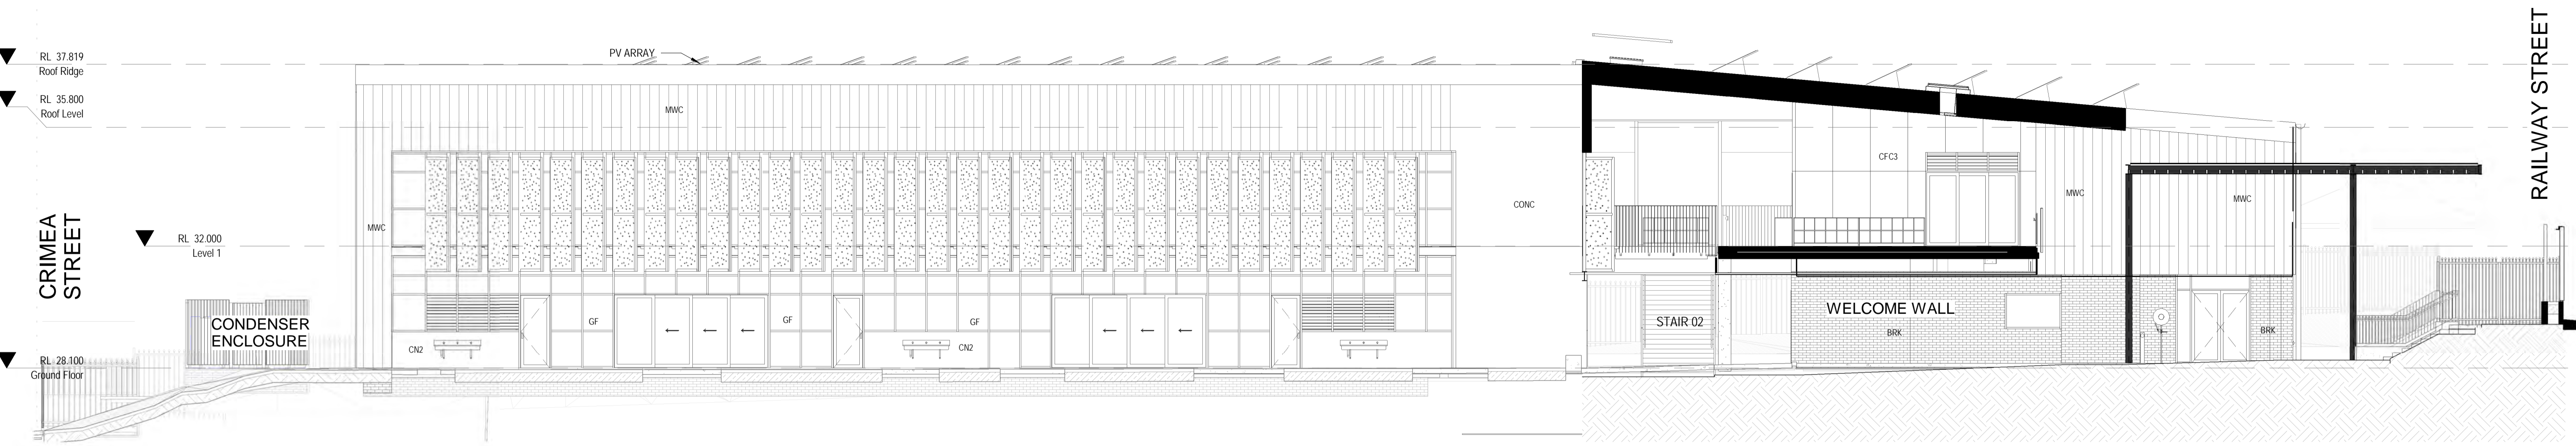 RL 37.819
Roof Ridge
RL 35.800
Roof Level
RL 32.000
Level 1
RL 28.100
Ground Floor
CRIMEA
STREET
CONDENSER
ENCLOSURE
PV ARRAY
MWC
MWC
CN2
GF
GF
GF
CN2
CONC
STAIR 02
CFC3
WELCOME WALL
BRK
MWC
MWC
BRK
RAILWAY STREET